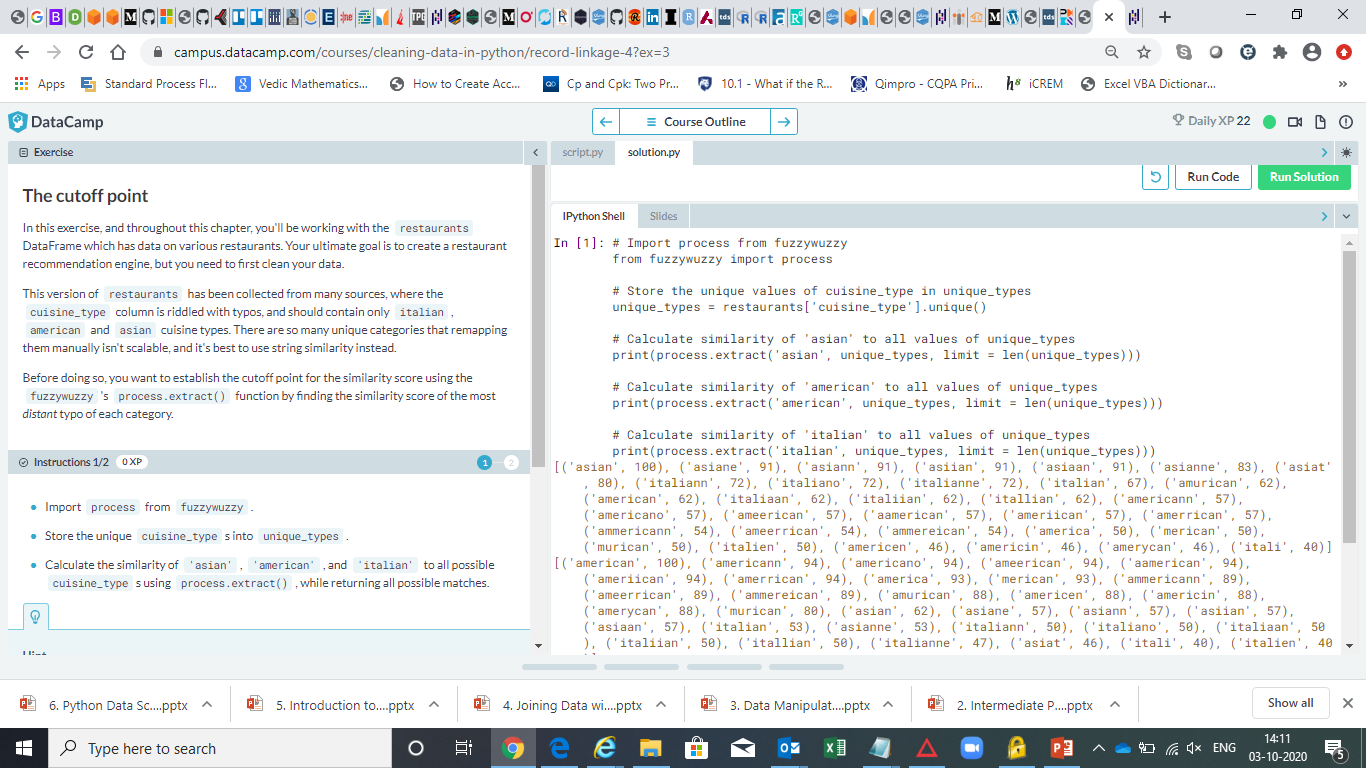 campus.datacamp.com/courses/cleaning-data-in-python/record-linkage-4?ex=3
Apps Standard Process Fl... Vedic Mathematics... How to Create Acc... Cp and Cpk: Two Pr... 10.1 - What if the R... Qimpro - CQPA Pri... iCREM Excel VBA Dictionar... »
DataCamp
Course Outline
Daily XP 22
Exercise
script.py solution.py
The cutoff point
In this exercise, and throughout this chapter, you'll be working with the restaurants
DataFrame which has data on various restaurants. Your ultimate goal is to create a restaurant
recommendation engine, but you need to first clean your data.
This version of restaurants has been collected from many sources, where the
cuisine_type column is riddled with typos, and should contain only italian ,
american and asian cuisine types. There are so many unique categories that remapping
them manually isn't scalable, and it's best to use string similarity instead.
Before doing so, you want to establish the cutoff point for the similarity score using the
fuzzywuzzy 's process.extract() function by finding the similarity score of the most
distant typo of each category.
Instructions 1/2 0 XP 1 2
Import process from fuzzywuzzy .
Store the unique cuisine_type s into unique_types .
Calculate the similarity of 'asian' , 'american' , and 'italian' to all possible
cuisine_type s using process.extract() , while returning all possible matches.
Run Code Run Solution
IPython Shell Slides
In [1]: # Import process from fuzzywuzzy
from fuzzywuzzy import process
# Store the unique values of cuisine_type in unique_types
unique_types = restaurants['cuisine_type'].unique()
# Calculate similarity of 'asian' to all values of unique_types
print(process.extract('asian', unique_types, limit = len(unique_types)))
# Calculate similarity of 'american' to all values of unique_types
print(process.extract('american', unique_types, limit = len(unique_types)))
# Calculate similarity of 'italian' to all values of unique_types
print(process.extract('italian', unique_types, limit = len(unique_types)))
[('asian', 100), ('asiane', 91), ('asiann', 91), ('asiian', 91), ('asiaan', 91), ('asianne', 83), ('asiat'
, 80), ('italiann', 72), ('italiano', 72), ('italianne', 72), ('italian', 67), ('amurican', 62),
('american', 62), ('italiaan', 62), ('italiian', 62), ('itallian', 62), ('americann', 57),
('americano', 57), ('ameerican', 57), ('aamerican', 57), ('ameriican', 57), ('amerrican', 57),
('ammericann', 54), ('ameerrican', 54), ('ammereican', 54), ('america', 50), ('merican', 50),
('murican', 50), ('italien', 50), ('americen', 46), ('americin', 46), ('amerycan', 46), ('itali', 40)]
[('american', 100), ('americann', 94), ('americano', 94), ('ameerican', 94), ('aamerican', 94),
('ameriican', 94), ('amerrican', 94), ('america', 93), ('merican', 93), ('ammericann', 89),
('ameerrican', 89), ('ammereican', 89), ('amurican', 88), ('americen', 88), ('americin', 88),
('amerycan', 88), ('murican', 80), ('asian', 62), ('asiane', 57), ('asiann', 57), ('asiian', 57),
('asiaan', 57), ('italian', 53), ('asianne', 53), ('italiann', 50), ('italiano', 50), ('italiaan', 50
), ('italiian', 50), ('itallian', 50), ('italianne', 47), ('asiat', 46), ('itali', 40), ('italien', 40
6. Python Data Sc....pptx 5. Introduction to....pptx 4. Joining Data wi....pptx 3. Data Manipulat....pptx 2. Intermediate P....pptx Show all
Type here to search
ENG
14:11
03-10-2020
5